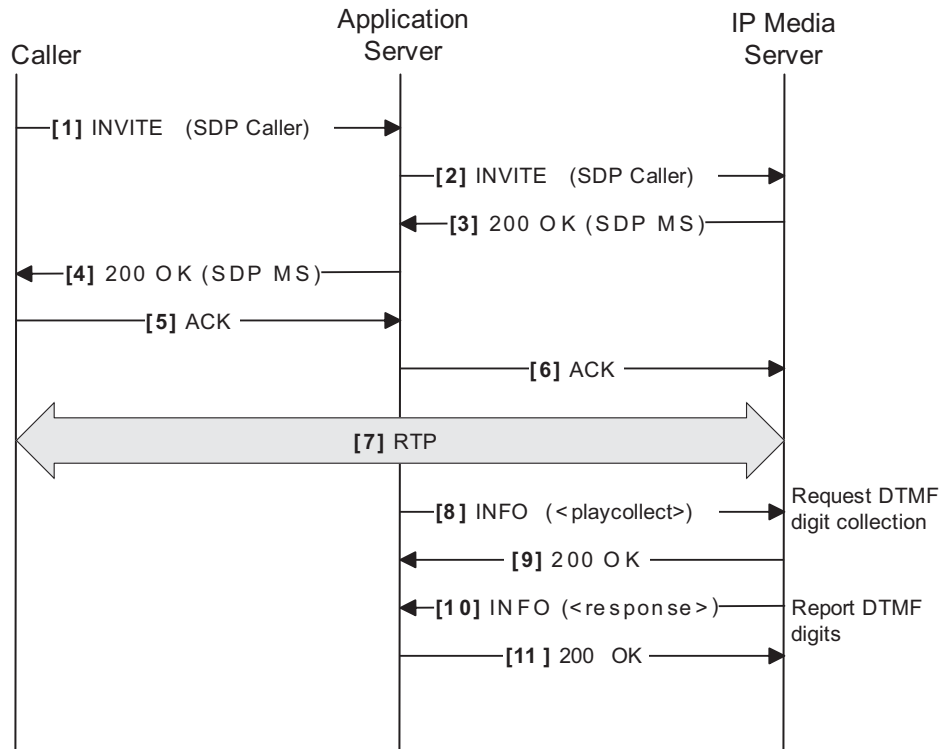 Application
Server
IP Media
Server
Caller
[1] INVITE (SDP Caller)
[2] INVITE (SDP Caller)
[3] 200 OK (SDP MS)
[4] 200 OK (SDP MS)
[5] ACK
[6] ACK
[7] RTP
[8] INFO (<playcollect>)
Request DTMF
digit collection
[9] 200 OK
[10] INFO (<response>)
Report DTMF
digits
[11] 200 OK